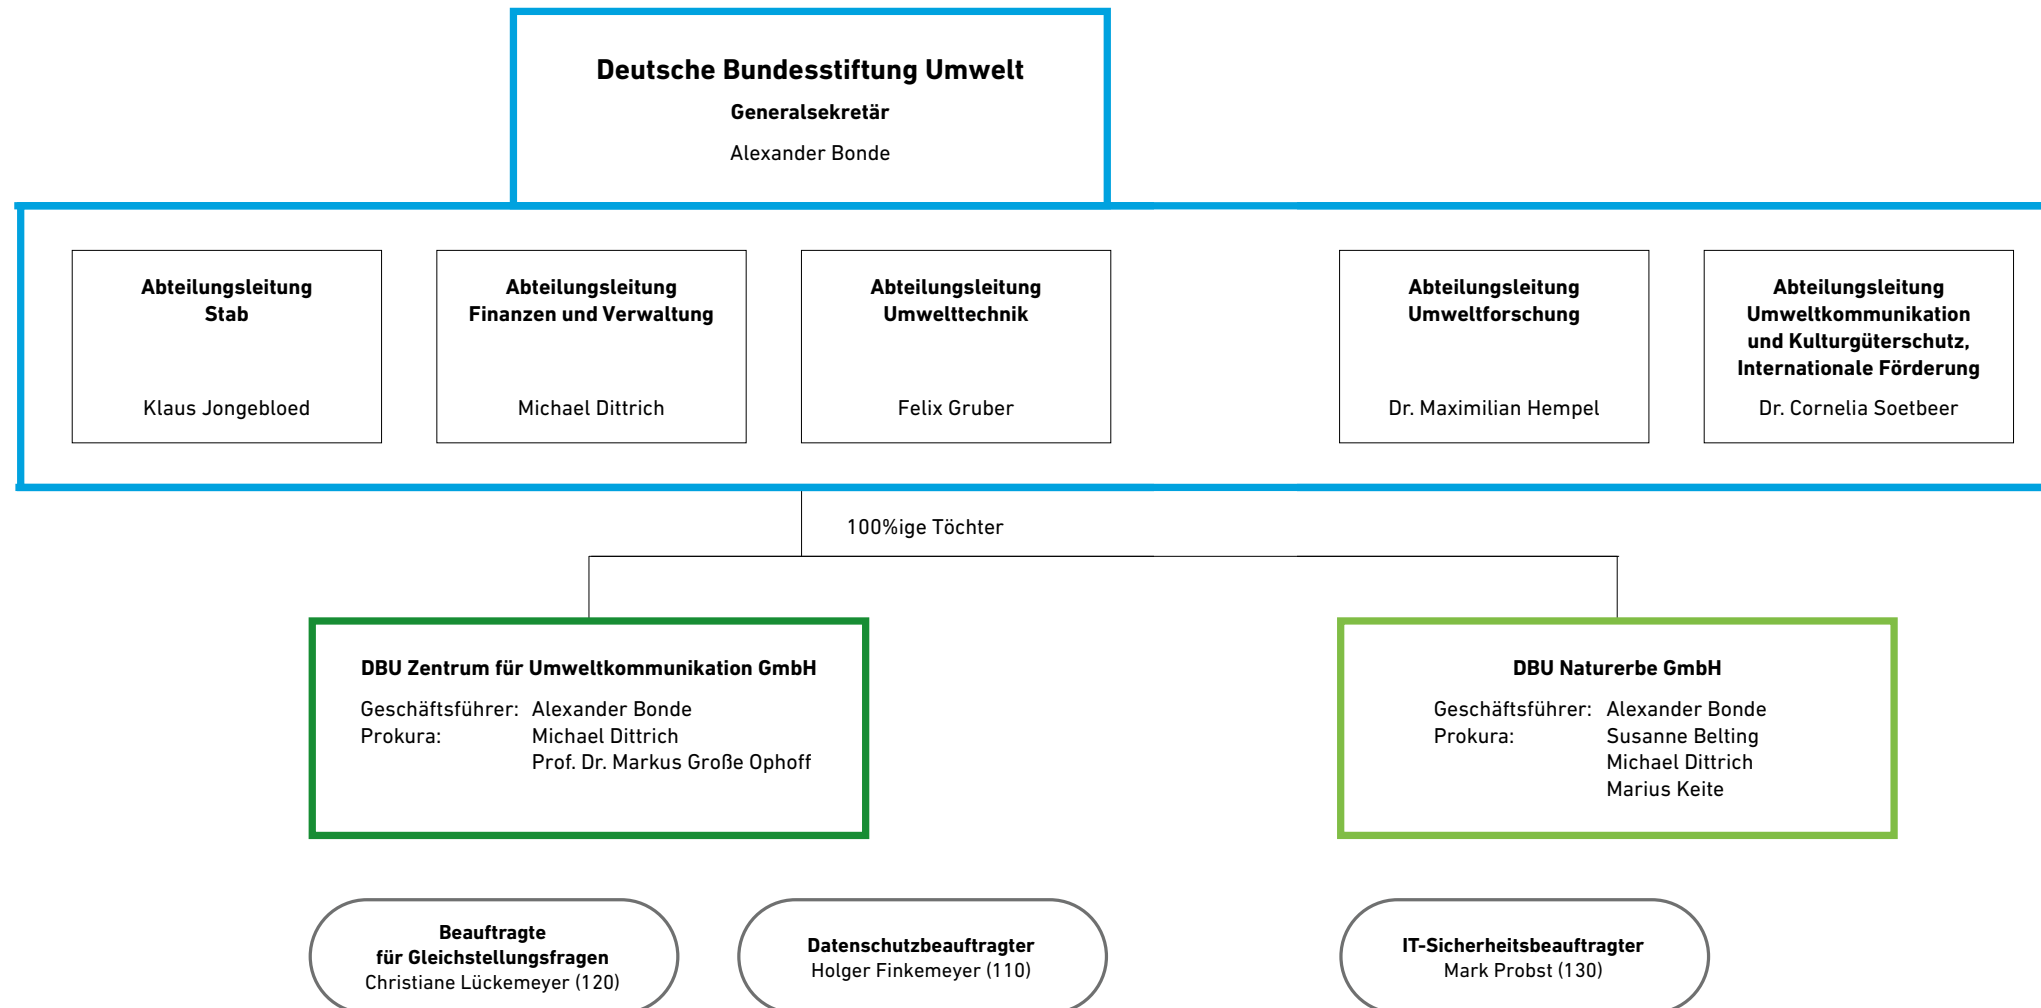 Deutsche Bundesstiftung Umwelt
Generalsekretär
Alexander Bonde
Abteilungsleitung
Stab
Klaus Jongebloed
Abteilungsleitung
Finanzen und Verwaltung
Michael Dittrich
Abteilungsleitung
Umwelttechnik
Felix Gruber
Abteilungsleitung
Umweltforschung
Dr. Maximilian Hempel
Abteilungsleitung
Umweltkommunikation
und Kulturgüterschutz,
Internationale Förderung
Dr. Cornelia Soetbeer
100%ige Töchter
DBU Zentrum für Umweltkommunikation GmbH
Geschäftsführer: Alexander Bonde
Prokura: Michael Dittrich
Prof. Dr. Markus Große Ophoff
DBU Naturerbe GmbH
Geschäftsführer: Alexander Bonde
Prokura: Susanne Belting
Michael Dittrich
Marius Keite
Beauftragte
für Gleichstellungsfragen
Christiane Lückemeyer (120)
Datenschutzbeauftragter
Holger Finkemeyer (110)
IT-Sicherheitsbeauftragter
Mark Probst (130)